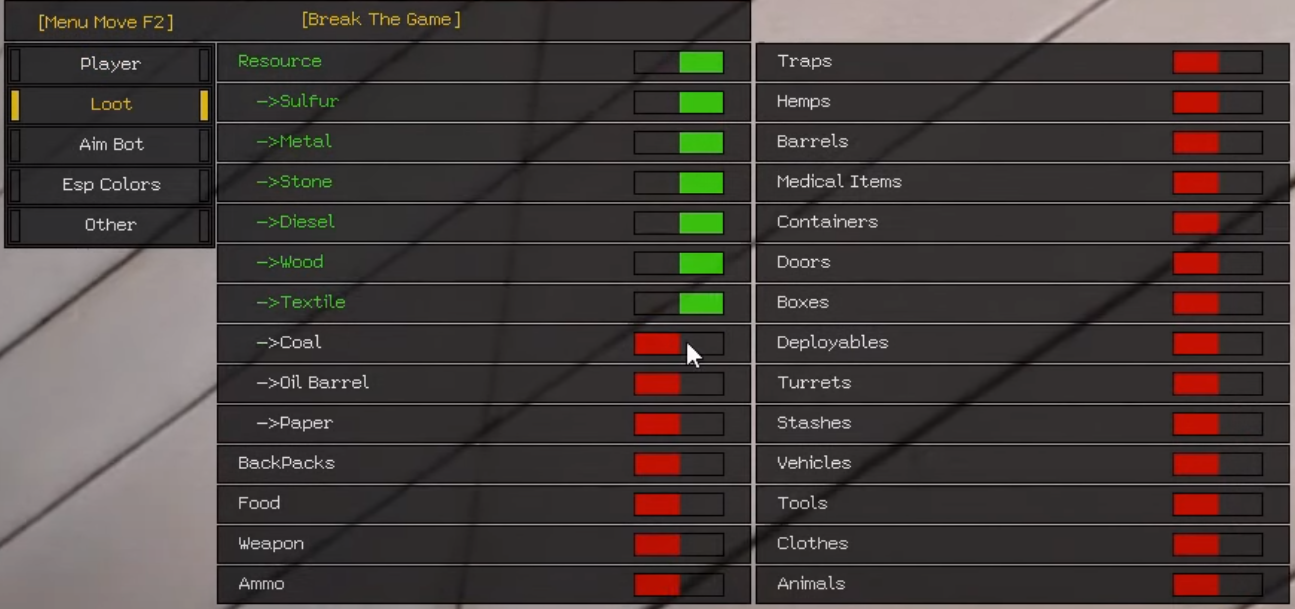 [Menu Move F2]
[Break The Game]
Player
Loot
Aim Bot
Esp Colors
Other
Resource
->Sulfur
->Metal
->Stone
->Diesel
->Wood
->Textile
->Coal
->Oil Barrel
->Paper
BackPacks
Food
Weapon
Ammo
Traps
Hemps
Barrels
Medical Items
Containers
Doors
Boxes
Deployables
Turrets
Stashes
Vehicles
Tools
Clothes
Animals